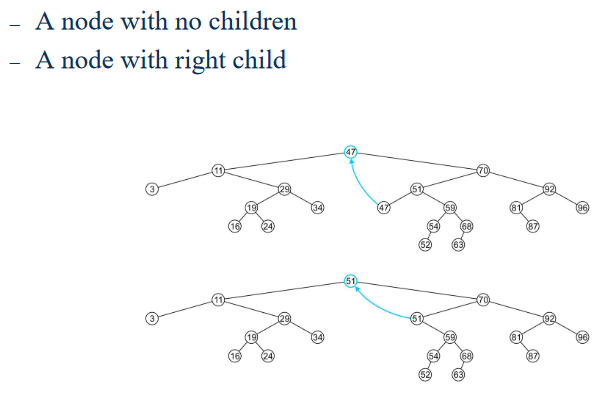 – A node with no children
– A node with right child
47
11 70
3 29 51 92
19 34 47 59 81 96
16 24 54 68 87
52 63
51
11 70
3 29 51 92
19 34 59 81 96
16 24 54 68 87
52 63